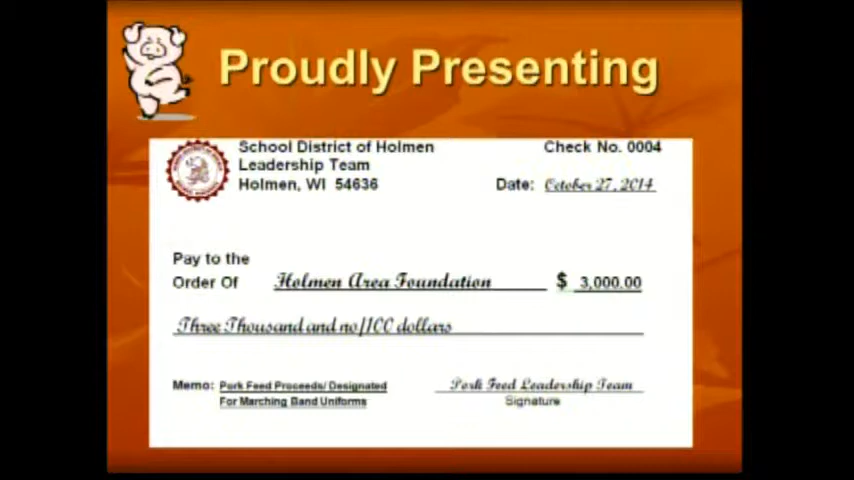 Proudly Presenting
School District of Holmen
Leadership Team
Holmen, WI 54636
Check No. 0004
Date: October 27, 2014
Pay to the
Order Of Holmen Area Foundation $ 3,000.00
Three Thousand and no/100 dollars
Memo: Pork Feed Proceeds/ Designated
For Marching Band Uniforms
Pork Feed Leadership Team
Signature